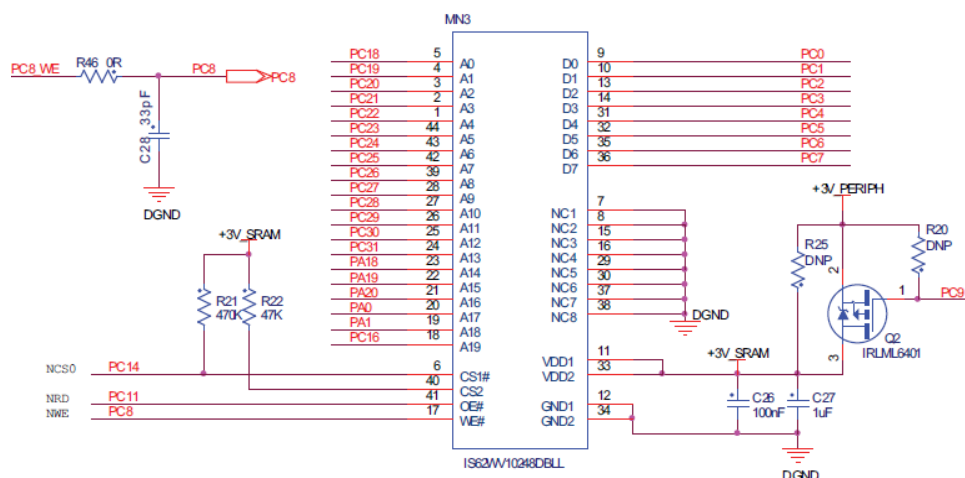 MN3
PC8_WE
R46 0R
PC8
PC8
C28 33pF
DGND
PC18 5 A0
PC19 4 A1
PC20 3 A2
PC21 2 A3
PC22 1 A4
PC23 44 A5
PC24 43 A6
PC25 42 A7
PC26 39 A8
PC27 28 A9
PC28 27 A10
PC29 26 A11
PC30 25 A12
PC31 24 A13
PA18 23 A14
PA19 22 A15
PA20 21 A16
PA0 20 A17
PA1 19 A18
PC16 18 A19
+3V_SRAM
R21
470K
R22
47K
NCS0 PC14 6 CS1#
40 CS2
NRD PC11 41 OE#
NWE PC8 17 WE#
D0 9 PC0
D1 10 PC1
D2 13 PC2
D3 14 PC3
D4 31 PC4
D5 32 PC5
D6 35 PC6
D7 36 PC7
NC1 7
NC2 8
NC3 15
NC4 16
NC5 29
NC6 30
NC7 37
NC8 38
DGND
VDD1 11
VDD2 33
GND1 12
GND2 34
IS62WV10248DBLL
+3V_PERIPH
R25
DNP
R20
DNP
2
1
PC9
Q2
IRLML6401
3
+3V_SRAM
C26
100nF
C27
1uF
DGND